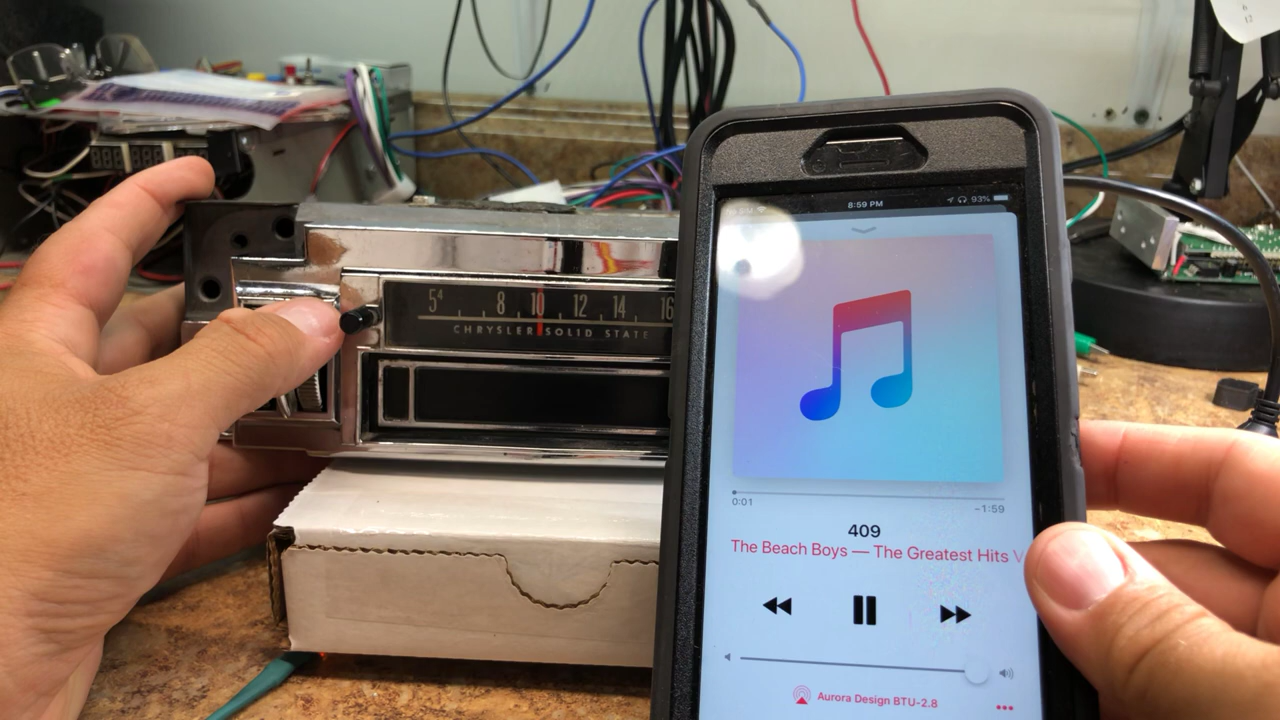 5⁴ 8 10 12 14 16
CHRYSLER SOLID STATE
8:59 PM
93%
0:01
-1:59
409
The Beach Boys — The Greatest Hits V
Aurora Design BTU-2.8